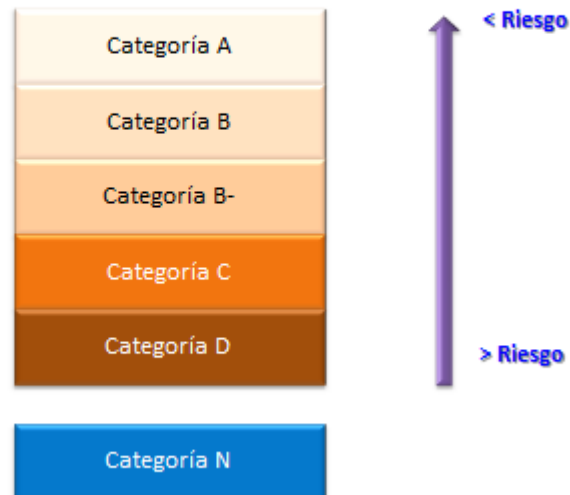 Categoría A
< Riesgo
Categoría B
Categoría B-
Categoría C
Categoría D
> Riesgo
Categoría N